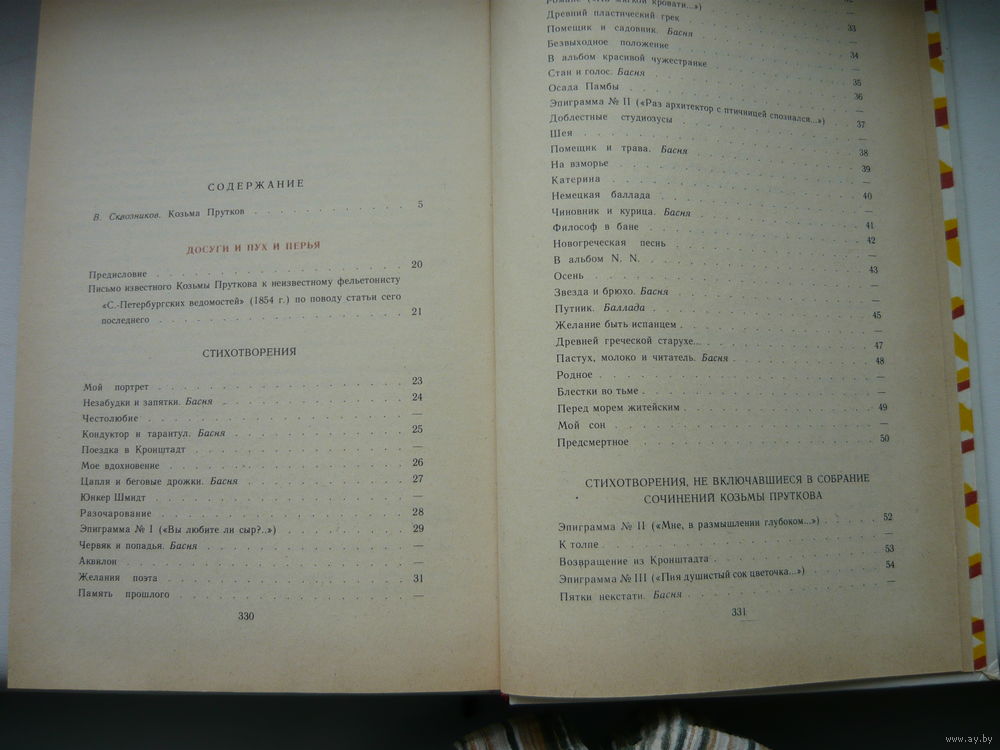 СОДЕРЖАНИЕ
В. Сквозников. Козьма Прутков . . . . . . . . . . . 5
ДОСУГИ И ПУХ И ПЕРЬЯ
Предисловие . . . . . . . . . . . . . . . . 20
Письмо известного Козьмы Пруткова к неизвестному фельетонисту
«С.-Петербургских ведомостей» (1854 г.) по поводу статьи сего
последнего . . . . . . . . . . . . . . . . 21
СТИХОТВОРЕНИЯ
Мой портрет . . . . . . . . . . . . . . . . 23
Незабудки и запятки. Басня . . . . . . . . . . . . 24
Честолюбие . . . . . . . . . . . . . . . . —
Кондуктор и тарантул. Басня . . . . . . . . . . . 25
Поездка в Кронштадт . . . . . . . . . . . . . —
Мое вдохновение . . . . . . . . . . . . . . . 26
Цапля и беговые дрожки. Басня . . . . . . . . . . 27
Юнкер Шмидт . . . . . . . . . . . . . . . —
Разочарование . . . . . . . . . . . . . . . 28
Эпиграмма № I («Вы любите ли сыр?..») . . . . . . . . 29
Червяк и попадья. Басня . . . . . . . . . . . . —
Аквилон . . . . . . . . . . . . . . . . . —
Желания поэта . . . . . . . . . . . . . . . 31
Память прошлого . . . . . . . . . . . . . . —
330
Древний пластический грек
Помещик и садовник. Басня . . . . . . . . . . 33
Безвыходное положение . . . . . . . . . . . —
В альбом красивой чужестранке . . . . . . . . 34
Стан и голос. Басня . . . . . . . . . . . . —
Осада Памбы . . . . . . . . . . . . . . 35
Эпиграмма № II («Раз архитектор с птичницей спознался...») 36
Доблестные студиозусы . . . . . . . . . . . —
Шея . . . . . . . . . . . . . . . . . 37
Помещик и трава. Басня . . . . . . . . . . . 38
На взморье . . . . . . . . . . . . . . . 39
Катерина . . . . . . . . . . . . . . . . —
Немецкая баллада . . . . . . . . . . . . . 40
Чиновник и курица. Басня . . . . . . . . . . —
Философ в бане . . . . . . . . . . . . . . 41
Новогреческая песнь . . . . . . . . . . . . 42
В альбом N. N. . . . . . . . . . . . . . . —
Осень . . . . . . . . . . . . . . . . . 43
Звезда и брюхо. Басня . . . . . . . . . . . —
Путник. Баллада . . . . . . . . . . . . . 45
Желание быть испанцем . . . . . . . . . . . —
Древней греческой старухе... . . . . . . . . . 47
Пастух, молоко и читатель. Басня . . . . . . . 48
Родное . . . . . . . . . . . . . . . . —
Блестки во тьме . . . . . . . . . . . . . —
Перед морем житейским . . . . . . . . . . . 49
Мой сон . . . . . . . . . . . . . . . . —
Предсмертное . . . . . . . . . . . . . . 50
СТИХОТВОРЕНИЯ, НЕ ВКЛЮЧАВШИЕСЯ В СОБРАНИЕ
СОЧИНЕНИЙ КОЗЬМЫ ПРУТКОВА
Эпиграмма № II («Мне, в размышлении глубоком...») . . . . . 52
К толпе . . . . . . . . . . . . . . . . —
Возвращение из Кронштадта . . . . . . . . . . 53
Эпиграмма № III («Пия душистый сок цветочка...») . . . . . 54
Пятки некстати. Басня . . . . . . . . . . . . —
331
www.ay.by